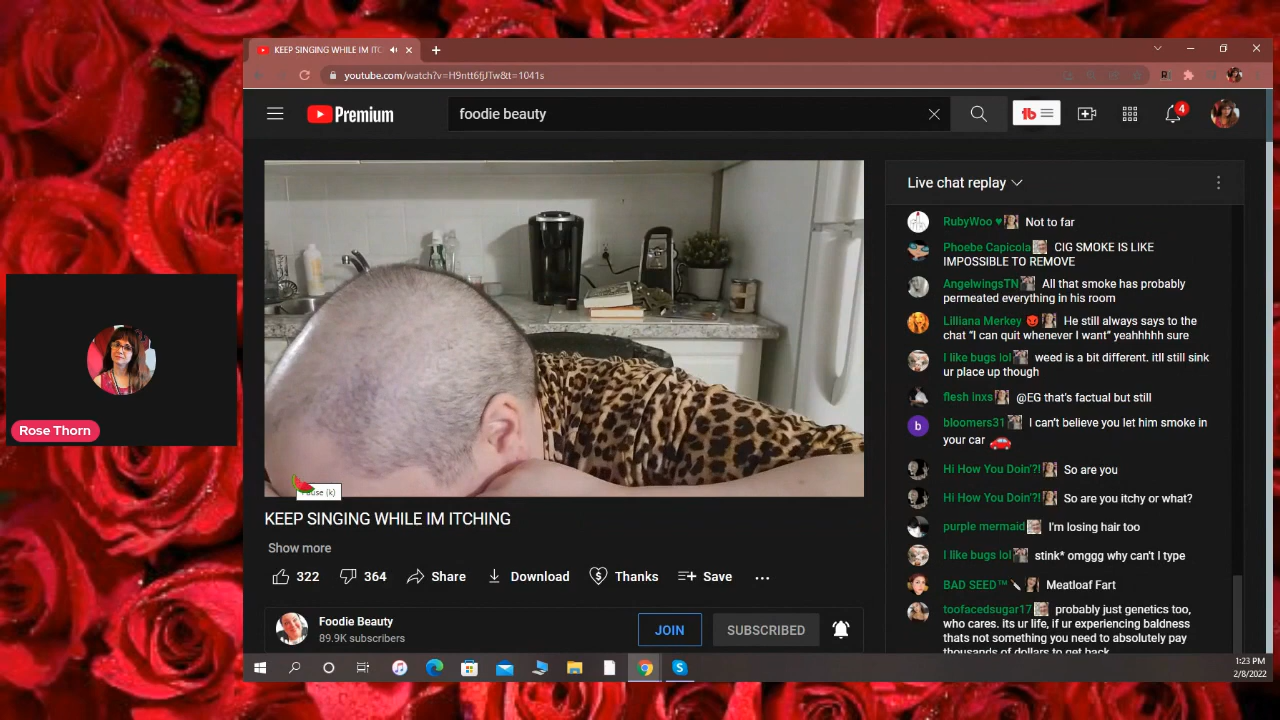 KEEP SINGING WHILE IM ITC
youtube.com/watch?v=H9ntt6fjJTw&t=1041s
Premium
foodie beauty
tb
4
Live chat replay
RubyWoo ♥ Not to far
Phoebe Capicola CIG SMOKE IS LIKE
IMPOSSIBLE TO REMOVE
AngelwingsTN All that smoke has probably
permeated everything in his room
Lilliana Merkey He still always says to the
chat “I can quit whenever I want” yeahhhhh sure
I like bugs lol weed is a bit different. itll still sink
ur place up though
flesh inxs @EG that's factual but still
b
bloomers31 I can’t believe you let him smoke in
your car
Hi How You Doin'?! So are you
Hi How You Doin'?! So are you itchy or what?
purple mermaid I'm losing hair too
I like bugs lol stink* omggg why can't I type
BAD SEED™ Meatloaf Fart
toofacedsugar17 probably just genetics too,
who cares. its ur life, if ur experiencing baldness
thats not something you need to absolutely pay
thousands of dollars to get back
Rose Thorn
Pause (k)
KEEP SINGING WHILE IM ITCHING
Show more
322
364
Share
Download
Thanks
Save
Foodie Beauty
89.9K subscribers
JOIN
SUBSCRIBED
1:23 PM
2/8/2022